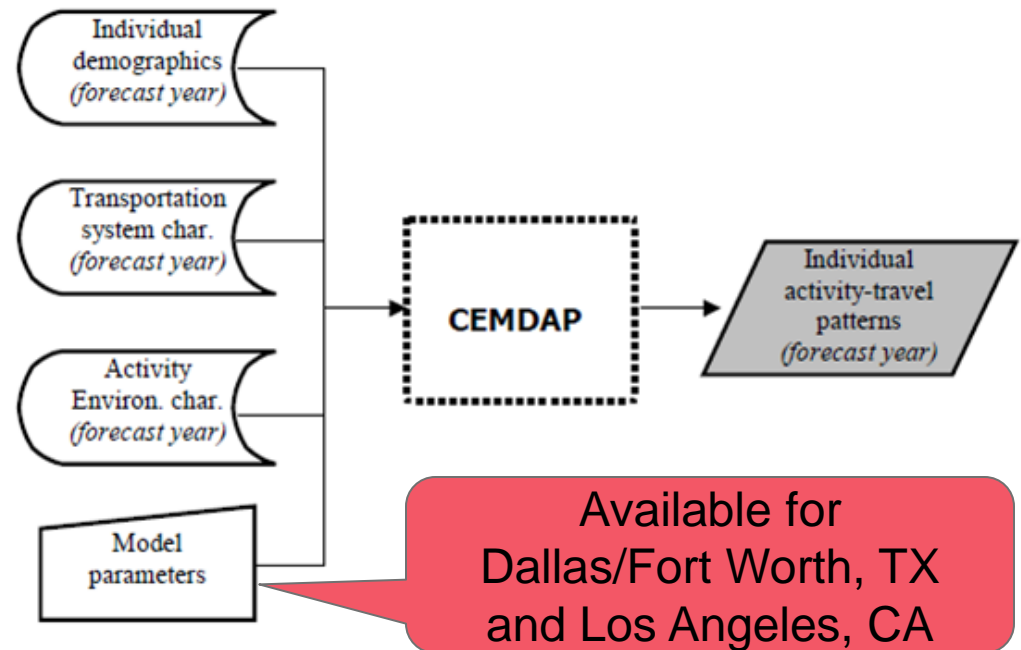 Individual
demographics
(forecast year)
Transportation
system char.
(forecast year)
Activity
Environ. char.
(forecast year)
Model
parameters
CEMDAP
Individual
activity-travel
patterns
(forecast year)
Available for
Dallas/Fort Worth, TX
and Los Angeles, CA